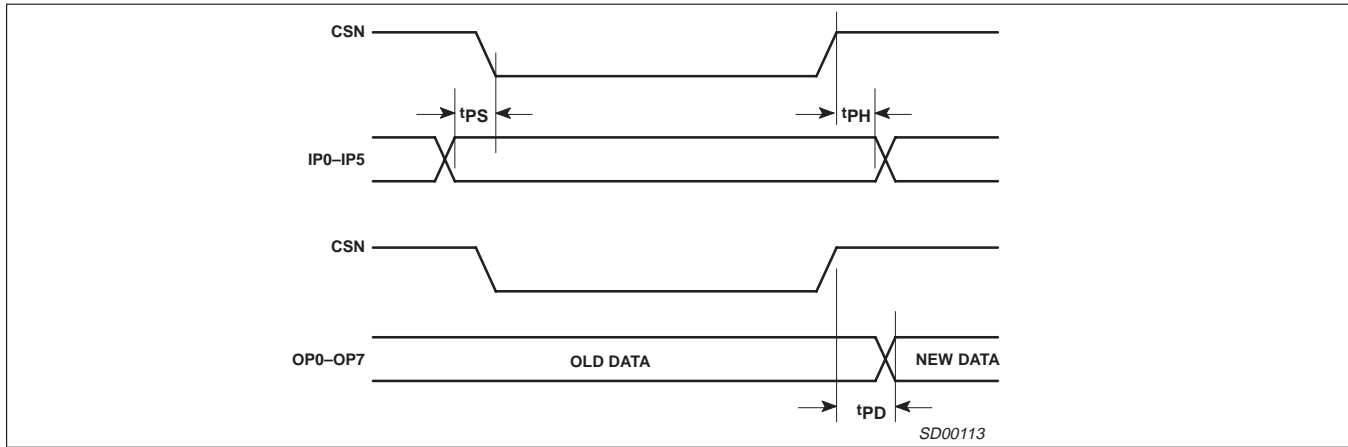 CSN
tPS
tPH
IP0–IP5
CSN
OP0–OP7
OLD DATA
NEW DATA
tPD
SD00113